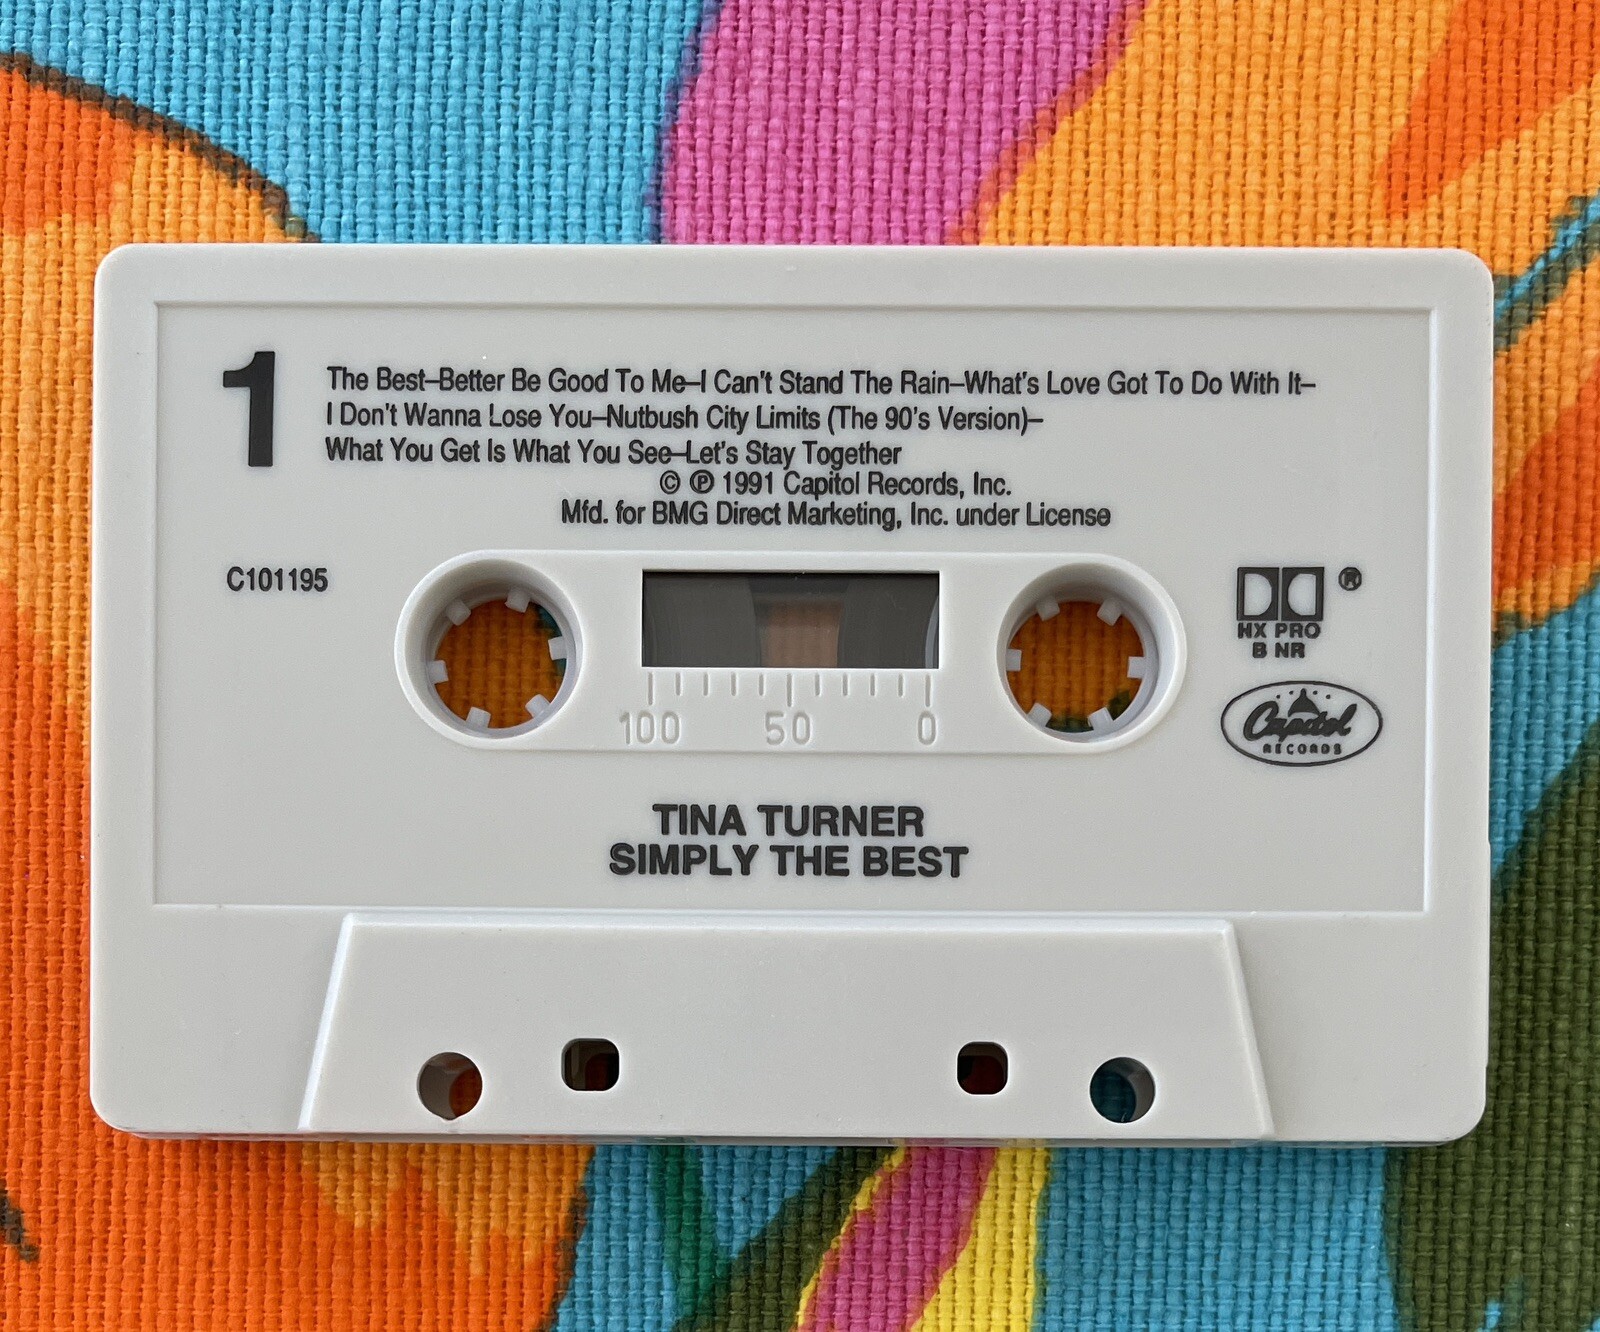 1
The Best–Better Be Good To Me–I Can't Stand The Rain–What's Love Got To Do With It–
I Don't Wanna Lose You–Nutbush City Limits (The 90's Version)–
What You Get Is What You See–Let's Stay Together
© ℗ 1991 Capitol Records, Inc.
Mfd. for BMG Direct Marketing, Inc. under License
C101195
®
HX PRO
B NR
100 50 0
Capitol
RECORDS
TINA TURNER
SIMPLY THE BEST